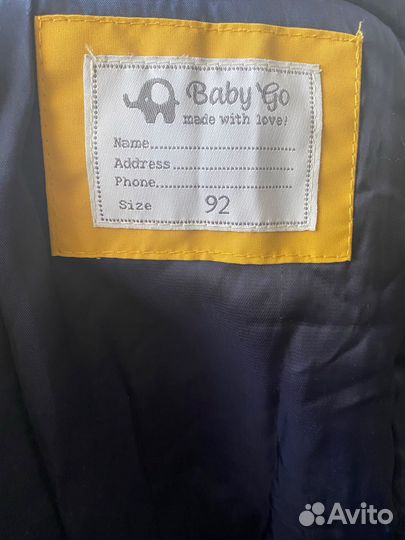 Baby Go
made with love!
Name..............................
Address......................
Phone.........................
Size 92
Avito